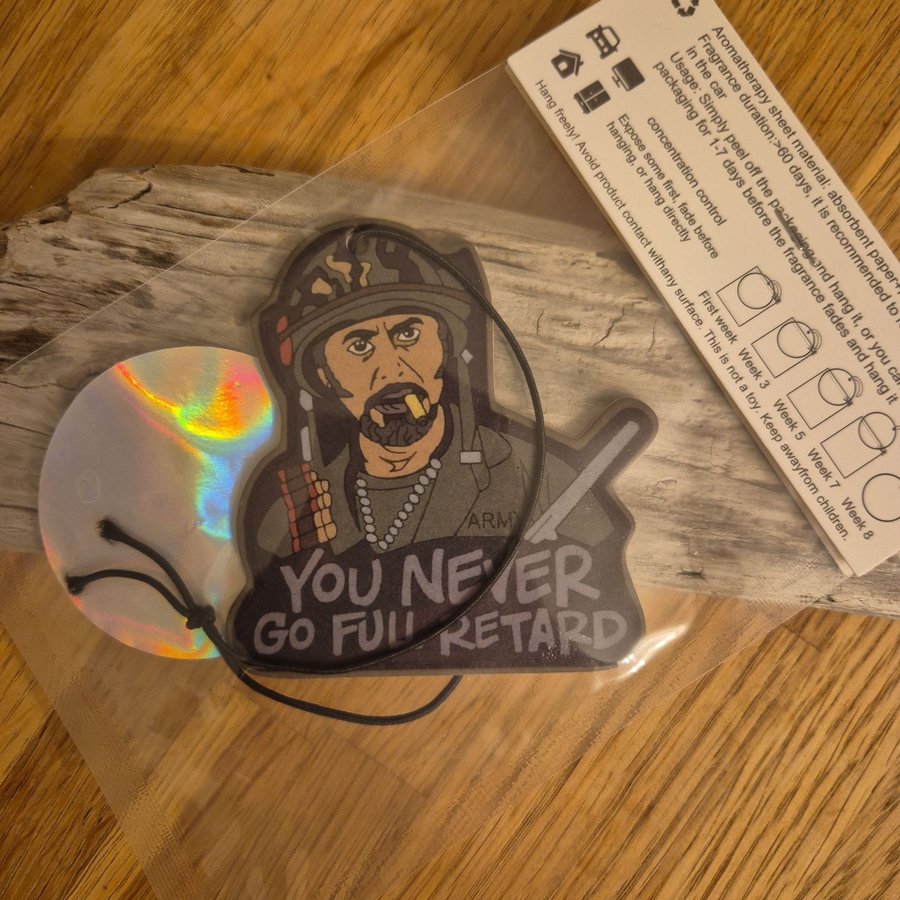 ARMY
YOU NEVER
GO FULL RETARD
Aromatherapy sheet material: absorbent paper+
Fragrance duration:>60 days, it is recommended to
in the car
Usage: Simply peel off the packaging and hang it, or you can
packaging for 1-7 days before the fragrance fades and hang it
concentration control
Expose some first, fade before
hanging, or hang directly
First week Week 3 Week 5 Week 7 Week 8
Hang freely! Avoid product contact withany surface. This is not a toy. Keep awayfrom children.